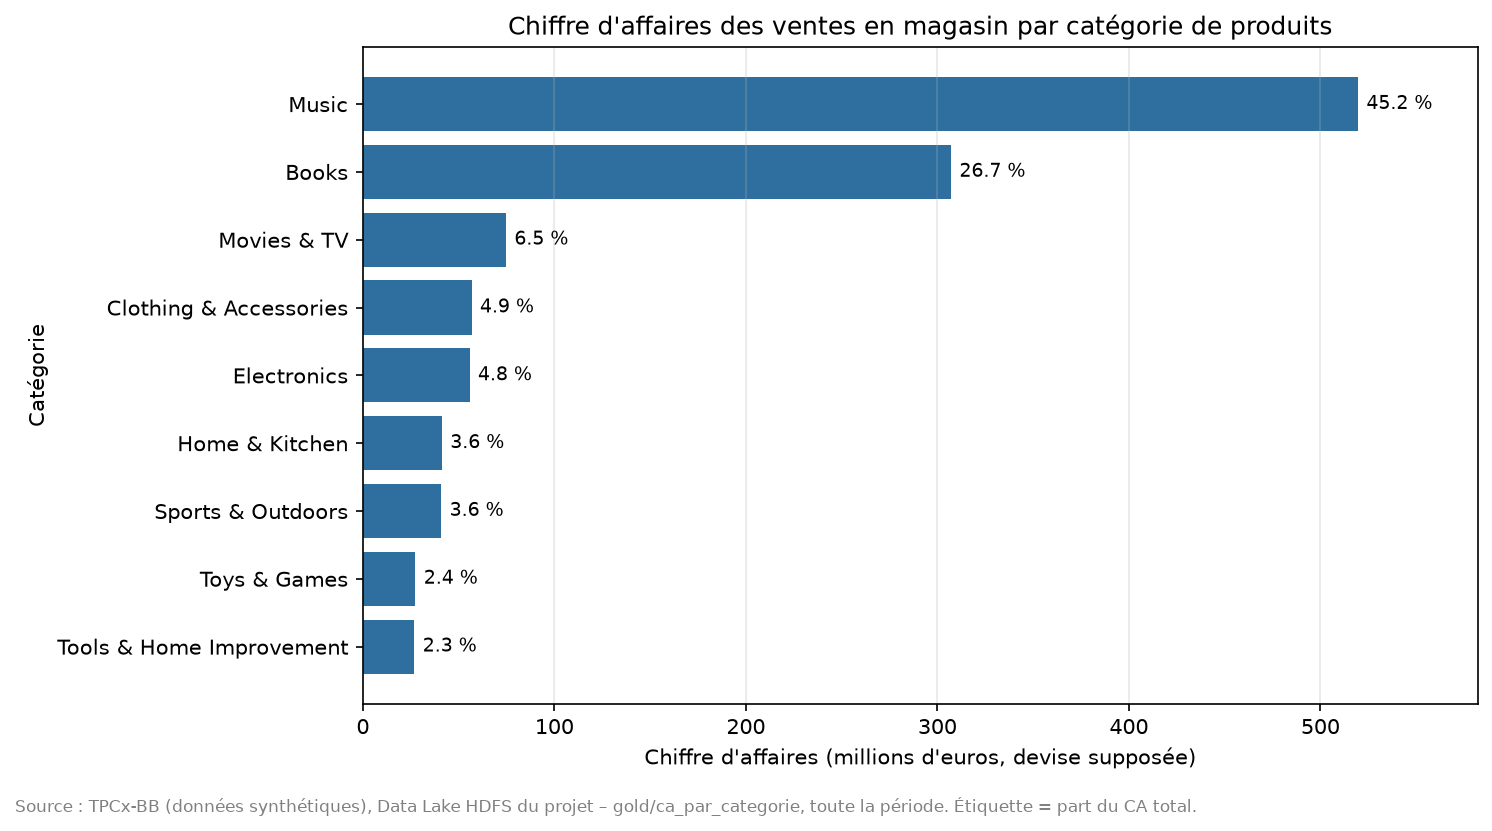 Chiffre d'affaires des ventes en magasin par catégorie de produits
Music
45.2 %
Books
26.7 %
Movies & TV
6.5 %
Clothing & Accessories
4.9 %
Electronics
4.8 %
Home & Kitchen
3.6 %
Sports & Outdoors
3.6 %
Toys & Games
2.4 %
Tools & Home Improvement
2.3 %
Catégorie
0 100 200 300 400 500
Chiffre d'affaires (millions d'euros, devise supposée)
Source : TPCx-BB (données synthétiques), Data Lake HDFS du projet – gold/ca_par_categorie, toute la période. Étiquette = part du CA total.